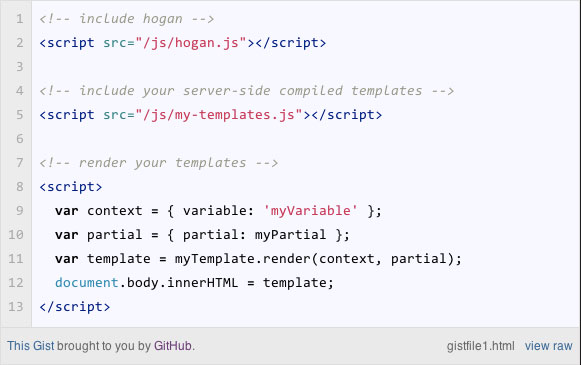 1 <!-- include hogan -->
2 <script src="/js/hogan.js"></script>
3
4 <!-- include your server-side compiled templates -->
5 <script src="/js/my-templates.js"></script>
6
7 <!-- render your templates -->
8 <script>
9   var context = { variable: 'myVariable' };
10   var partial = { partial: myPartial };
11   var template = myTemplate.render(context, partial);
12   document.body.innerHTML = template;
13 </script>
This Gist brought to you by GitHub. gistfile1.html view raw